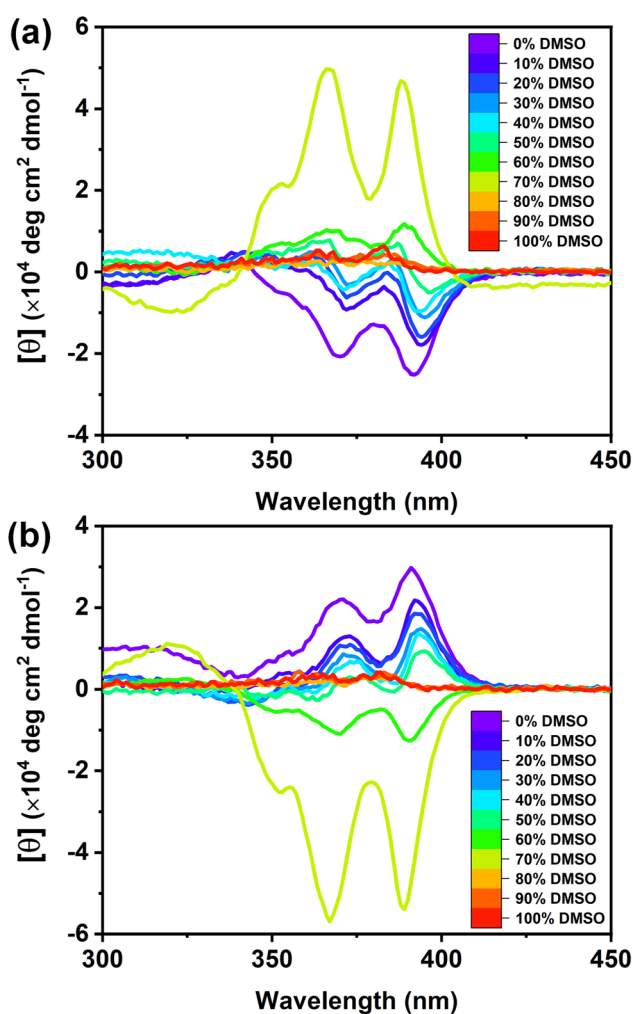 (a)
[θ] (×10⁴ deg cm² dmol⁻¹)
6
4
2
0
-2
-4
0% DMSO
10% DMSO
20% DMSO
30% DMSO
40% DMSO
50% DMSO
60% DMSO
70% DMSO
80% DMSO
90% DMSO
100% DMSO
300 350 400 450
Wavelength (nm)
(b)
[θ] (×10⁴ deg cm² dmol⁻¹)
4
2
0
-2
-4
-6
0% DMSO
10% DMSO
20% DMSO
30% DMSO
40% DMSO
50% DMSO
60% DMSO
70% DMSO
80% DMSO
90% DMSO
100% DMSO
300 350 400 450
Wavelength (nm)